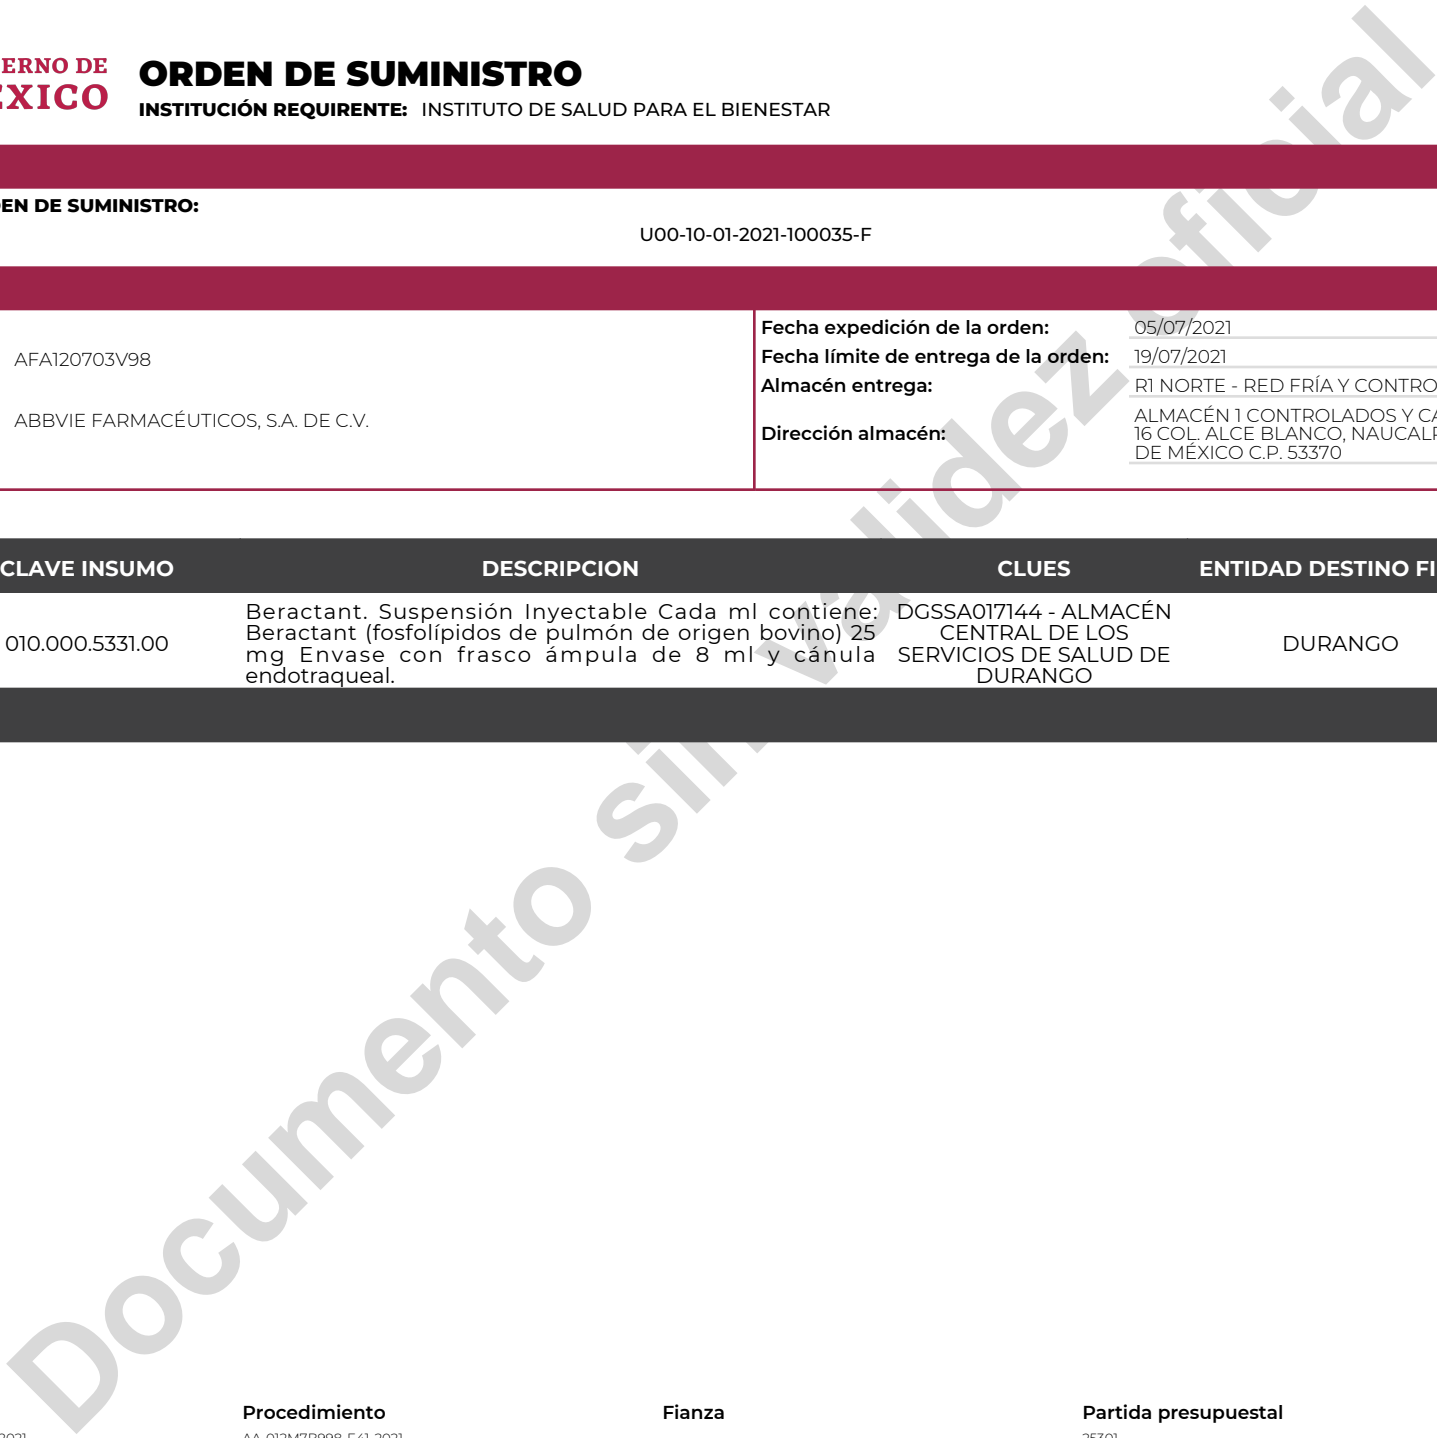 ERNO DE
ÉXICO
ORDEN DE SUMINISTRO
INSTITUCIÓN REQUIRENTE: INSTITUTO DE SALUD PARA EL BIENESTAR
EN DE SUMINISTRO:
U00-10-01-2021-100035-F
AFA120703V98
ABBVIE FARMACÉUTICOS, S.A. DE C.V.
Fecha expedición de la orden: 05/07/2021
Fecha límite de entrega de la orden: 19/07/2021
Almacén entrega: R1 NORTE - RED FRÍA Y CONTRO
Dirección almacén:
ALMACÉN 1 CONTROLADOS Y CA
16 COL. ALCE BLANCO, NAUCALP
DE MÉXICO C.P. 53370
CLAVE INSUMO DESCRIPCION CLUES ENTIDAD DESTINO FI
010.000.5331.00
Beractant. Suspensión Inyectable Cada ml contiene:
Beractant (fosfolípidos de pulmón de origen bovino) 25
mg Envase con frasco ámpula de 8 ml y cánula
endotraqueal.
DGSSA017144 - ALMACÉN
CENTRAL DE LOS
SERVICIOS DE SALUD DE
DURANGO
DURANGO
Documento sin validez oficial
Procedimiento Fianza Partida presupuestal